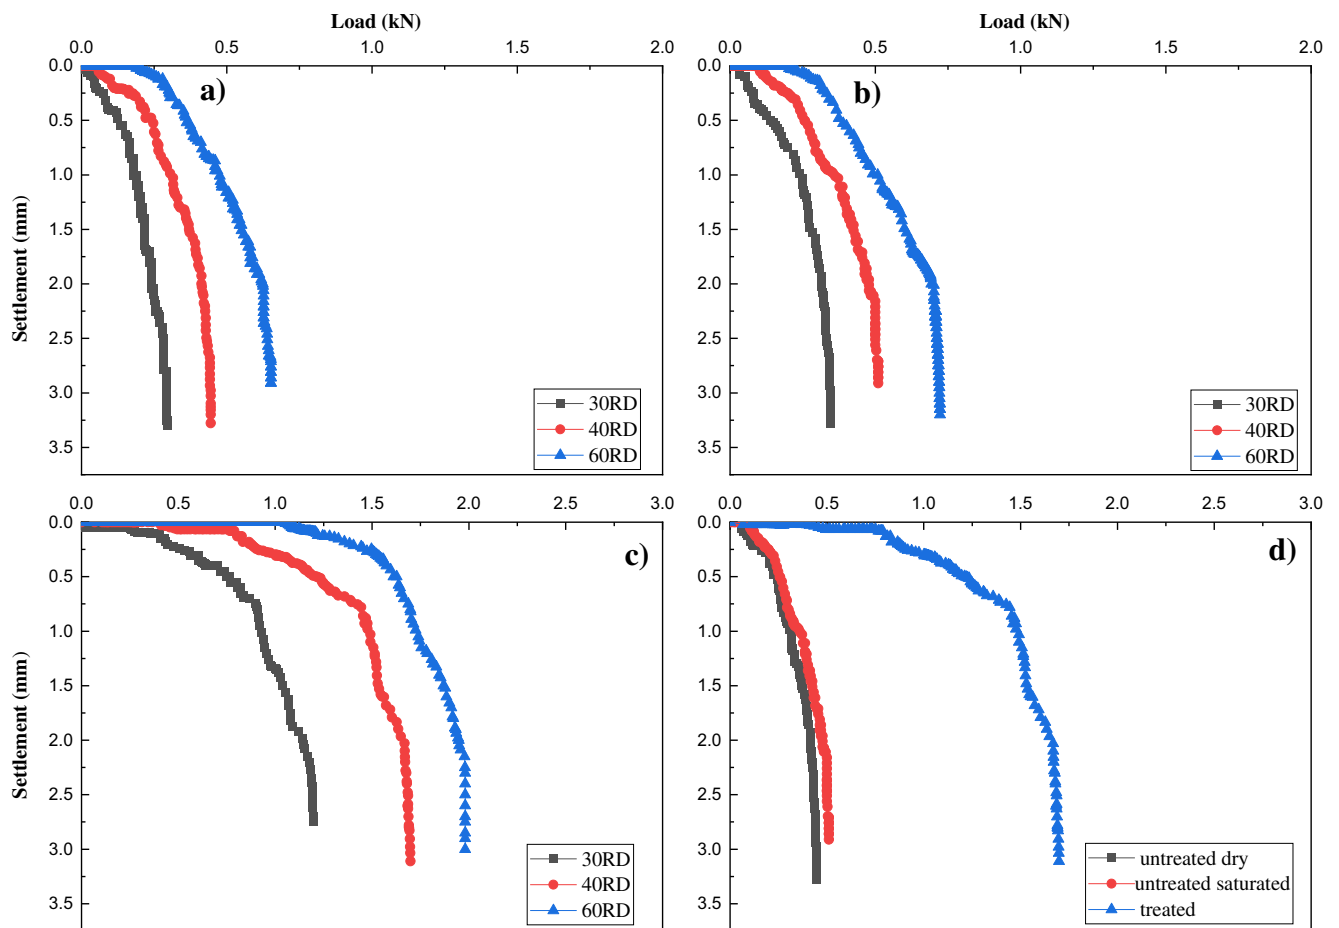 Load (kN)
0.0 0.5 1.0 1.5 2.0
0.0
0.5
1.0
1.5
2.0
2.5
3.0
3.5
Settlement (mm)
a)
30RD
40RD
60RD
Load (kN)
0.0 0.5 1.0 1.5 2.0
0.0
0.5
1.0
1.5
2.0
2.5
3.0
3.5
b)
30RD
40RD
60RD
0.0 0.5 1.0 1.5 2.0 2.5 3.0
0.0
0.5
1.0
1.5
2.0
2.5
3.0
3.5
Settlement (mm)
c)
30RD
40RD
60RD
0.0 0.5 1.0 1.5 2.0 2.5 3.0
0.0
0.5
1.0
1.5
2.0
2.5
3.0
3.5
d)
untreated dry
untreated saturated
treated